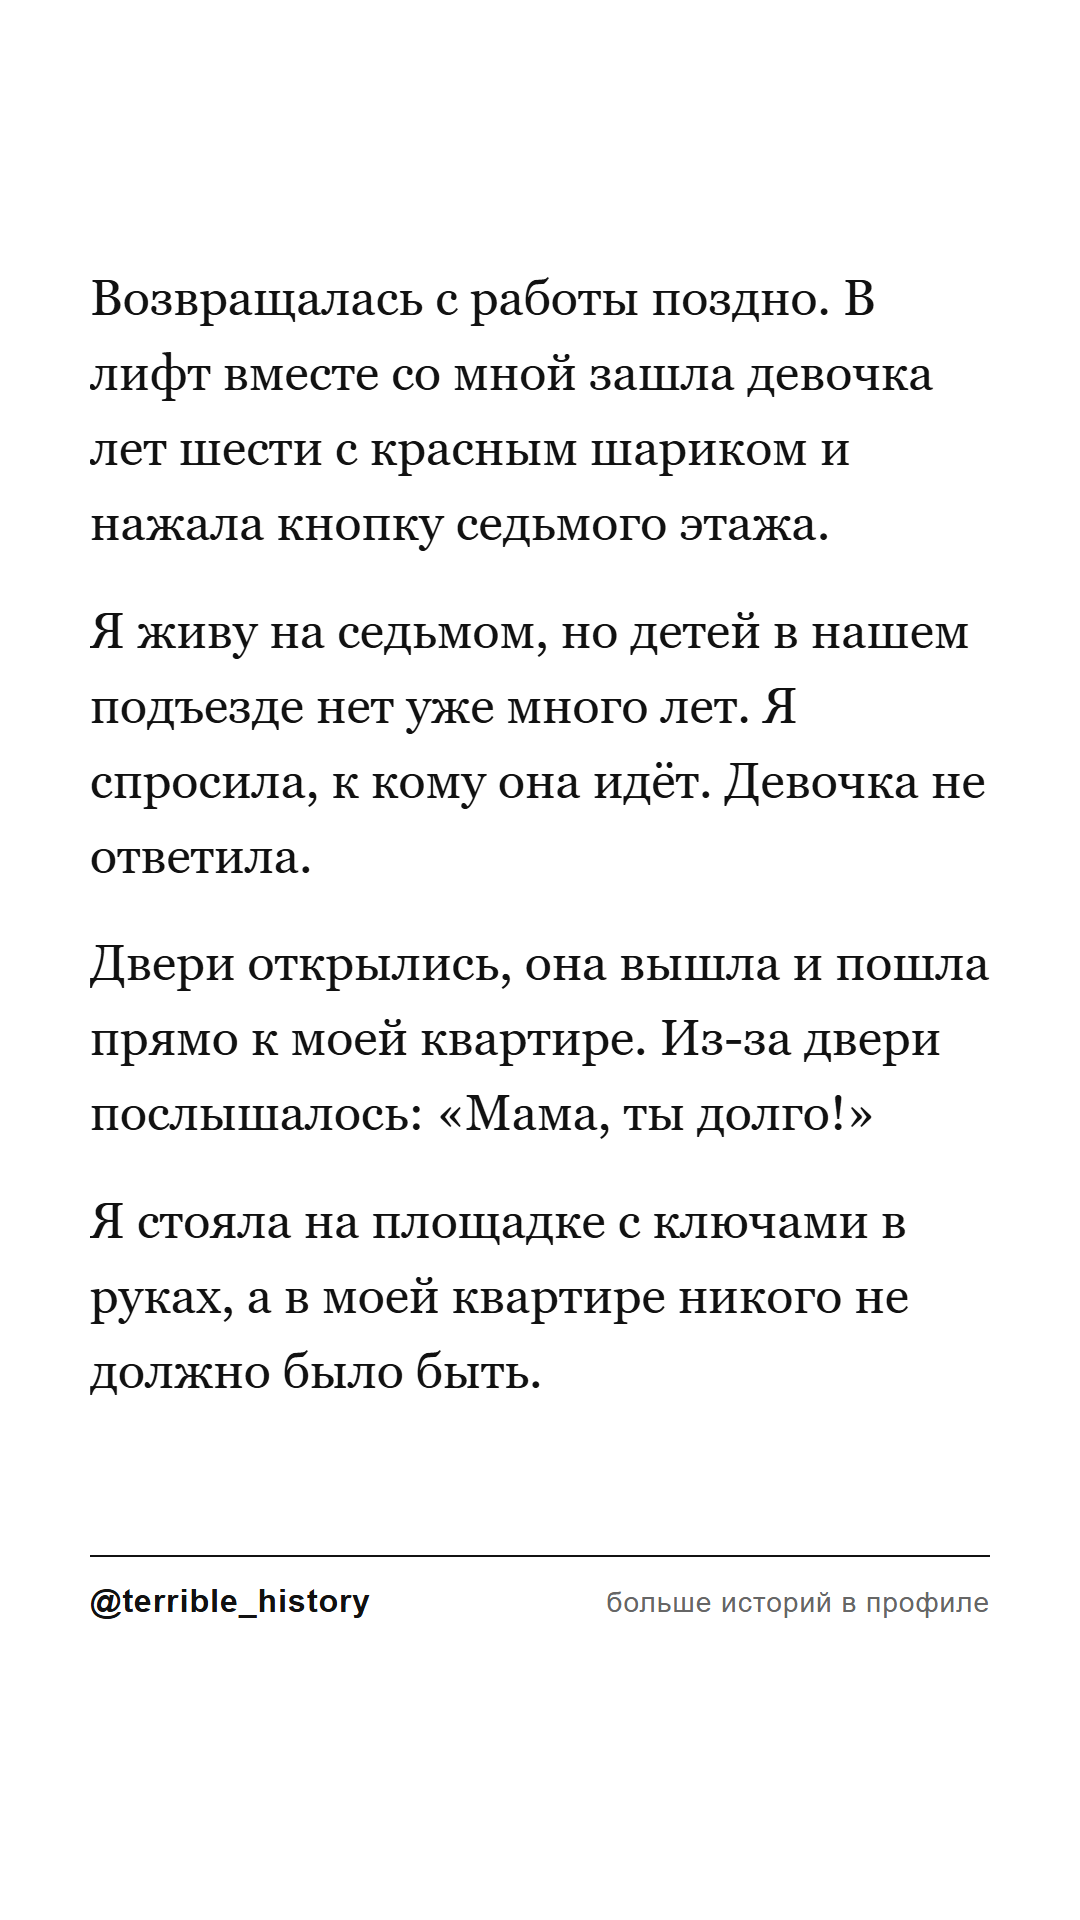 Возвращалась с работы поздно. В
лифт вместе со мной зашла девочка
лет шести с красным шариком и
нажала кнопку седьмого этажа.
Я живу на седьмом, но детей в нашем
подъезде нет уже много лет. Я
спросила, к кому она идёт. Девочка не
ответила.
Двери открылись, она вышла и пошла
прямо к моей квартире. Из-за двери
послышалось: «Мама, ты долго!»
Я стояла на площадке с ключами в
руках, а в моей квартире никого не
должно было быть.
@terrible_history
больше историй в профиле